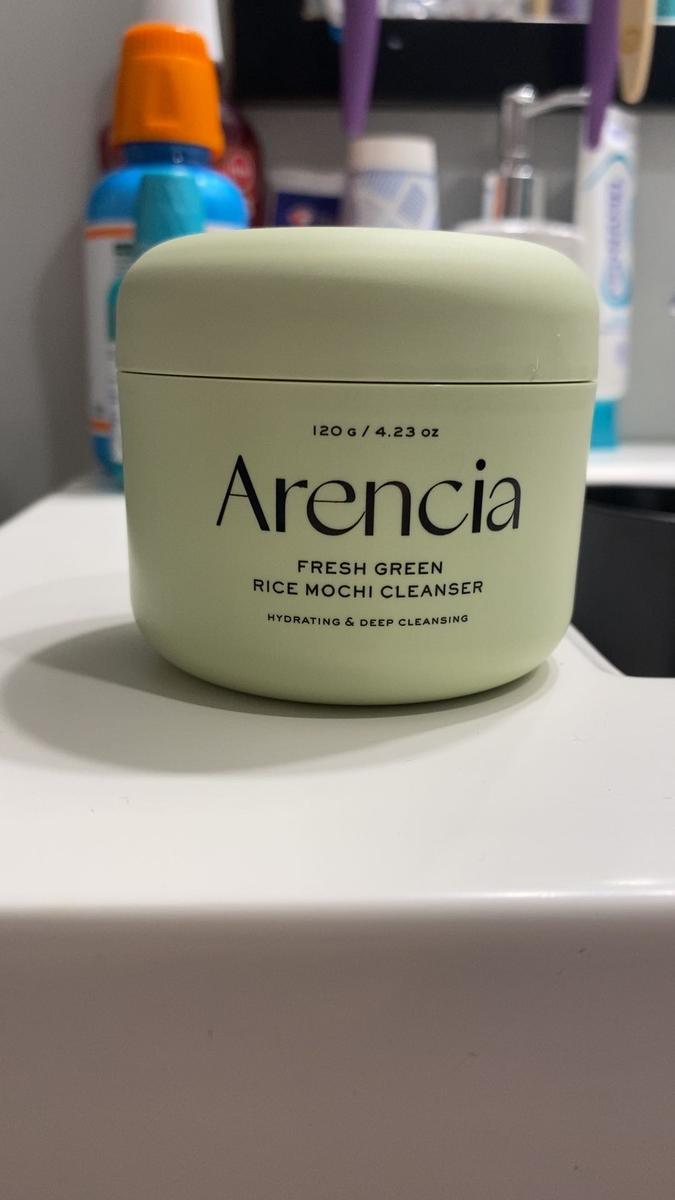 120 G / 4.23 oz
Arencia
FRESH GREEN
RICE MOCHI CLEANSER
HYDRATING & DEEP CLEANSING